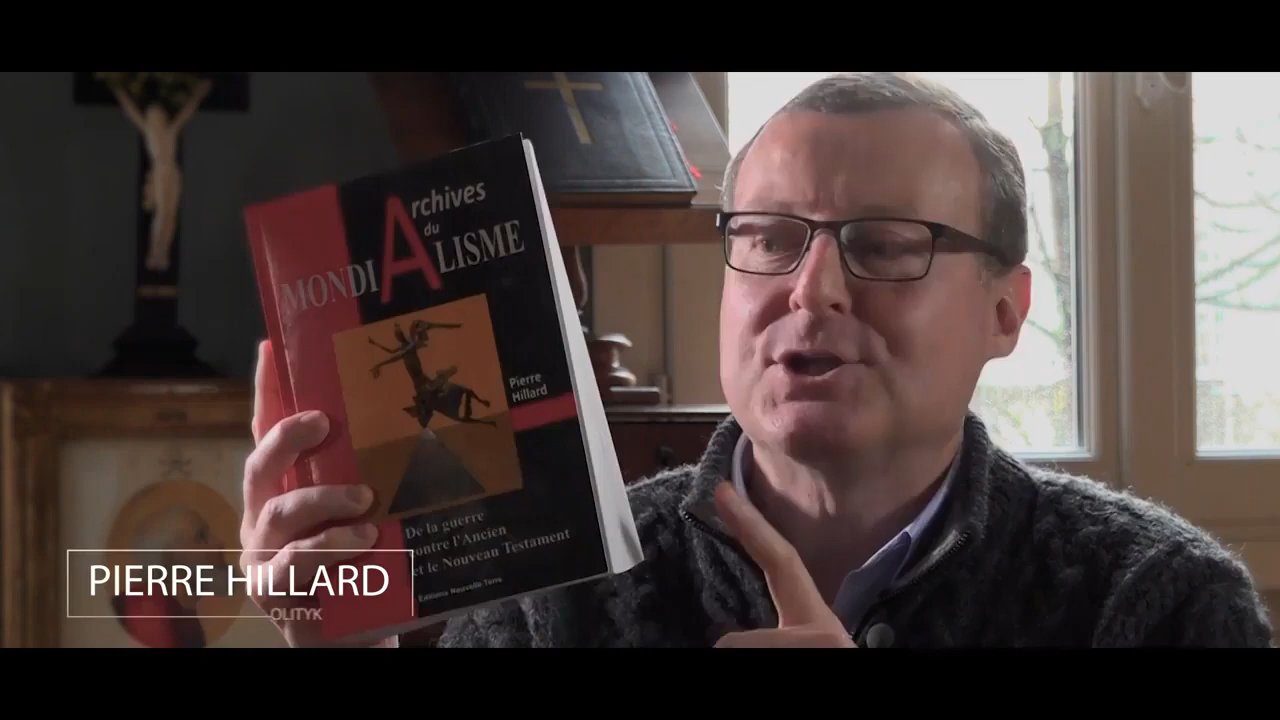 Archives
du
MONDIALISME
Pierre
Hillard
De la guerre
contre l'Ancien
et le Nouveau Testament
Editions Nouvelle Terre
PIERRE HILLARD
OLITYK